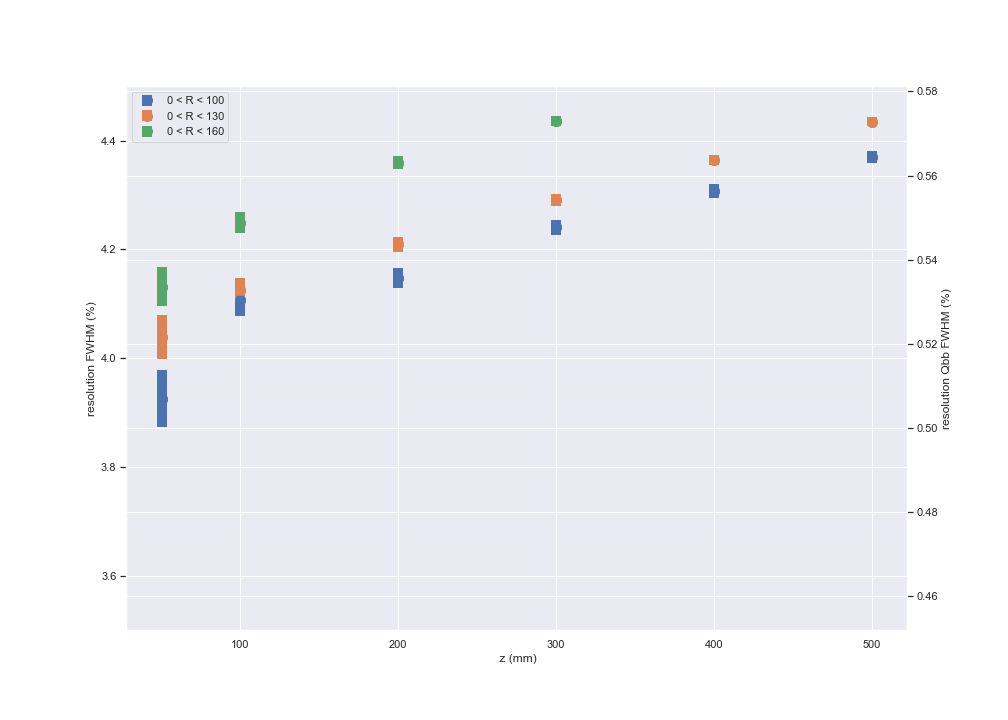 0 < R < 100
0 < R < 130
0 < R < 160
4.4
4.2
4.0
3.8
3.6
resolution FWHM (%)
0.58
0.56
0.54
0.52
0.50
0.48
0.46
resolution Qbb FWHM (%)
100
200
300
400
500
z (mm)